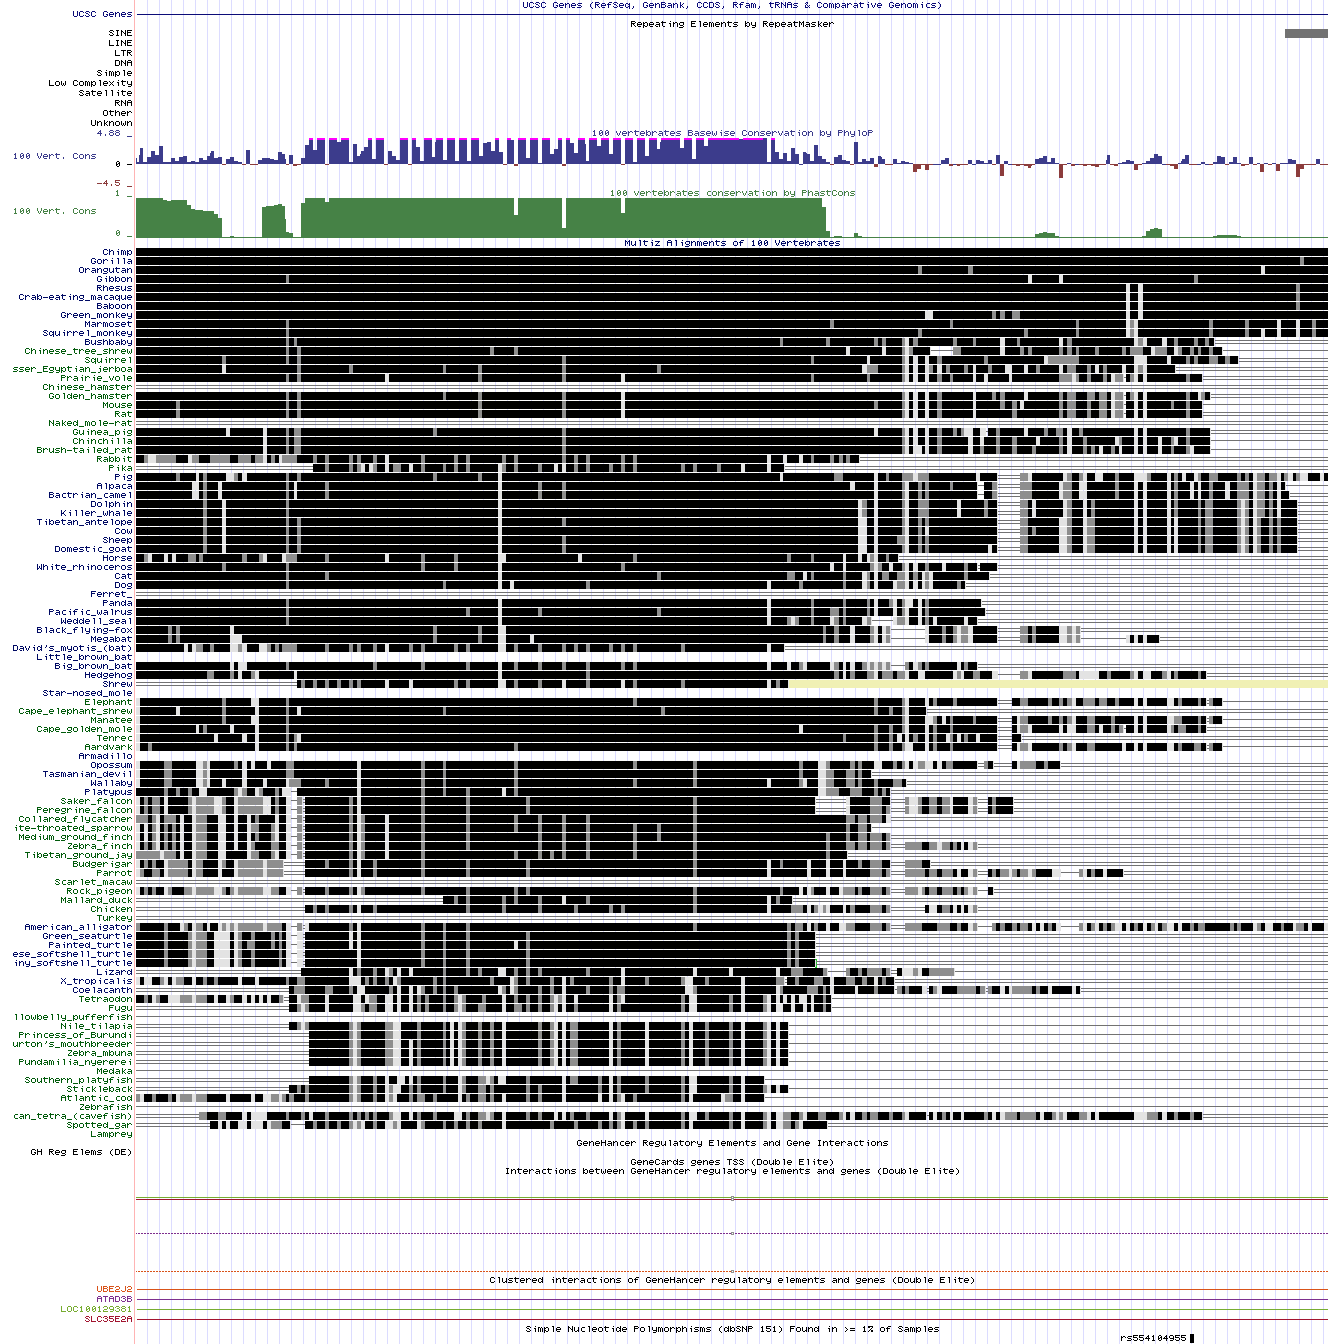 UCSC Genes (RefSeq, GenBank, CCDS, Rfam, tRNAs & Comparative Genomics)
UCSC Genes
Repeating Elements by RepeatMasker
SINE
LINE
LTR
DNA
Simple
Low Complexity
Satellite
RNA
Other
Unknown
100 vertebrates Basewise Conservation by PhyloP
4.88 _
100 Vert. Cons
0 _
-4.5 _
100 vertebrates conservation by PhastCons
1 _
100 Vert. Cons
0 _
Multiz Alignments of 100 Vertebrates
Chimp
Gorilla
Orangutan
Gibbon
Rhesus
Crab-eating_macaque
Baboon
Green_monkey
Marmoset
Squirrel_monkey
Bushbaby
Chinese_tree_shrew
Squirrel
sser_Egyptian_jerboa
Prairie_vole
Chinese_hamster
Golden_hamster
Mouse
Rat
Naked_mole-rat
Guinea_pig
Chinchilla
Brush-tailed_rat
Rabbit
Pika
Pig
Alpaca
Bactrian_camel
Dolphin
Killer_whale
Tibetan_antelope
Cow
Sheep
Domestic_goat
Horse
White_rhinoceros
Cat
Dog
Ferret_
Panda
Pacific_walrus
Weddell_seal
Black_flying-fox
Megabat
David's_myotis_(bat)
Little_brown_bat
Big_brown_bat
Hedgehog
Shrew
Star-nosed_mole
Elephant
Cape_elephant_shrew
Manatee
Cape_golden_mole
Tenrec
Aardvark
Armadillo
Opossum
Tasmanian_devil
Wallaby
Platypus
Saker_falcon
Peregrine_falcon
Collared_flycatcher
ite-throated_sparrow
Medium_ground_finch
Zebra_finch
Tibetan_ground_jay
Budgerigar
Parrot
Scarlet_macaw
Rock_pigeon
Mallard_duck
Chicken
Turkey
American_alligator
Green_seaturtle
Painted_turtle
ese_softshell_turtle
iny_softshell_turtle
Lizard
X_tropicalis
Coelacanth
Tetraodon
Fugu
llowbelly_pufferfish
Nile_tilapia
Princess_of_Burundi
urton's_mouthbreeder
Zebra_mbuna
Pundamilia_nyererei
Medaka
Southern_platyfish
Stickleback
Atlantic_cod
Zebrafish
can_tetra_(cavefish)
Spotted_gar
Lamprey
GeneHancer Regulatory Elements and Gene Interactions
GH Reg Elems (DE)
GeneCards genes TSS (Double Elite)
Interactions between GeneHancer regulatory elements and genes (Double Elite)
Clustered interactions of GeneHancer regulatory elements and genes (Double Elite)
UBE2J2
ATAD3B
LOC100129381
SLC35E2A
Simple Nucleotide Polymorphisms (dbSNP 151) Found in >= 1% of Samples
rs554104955